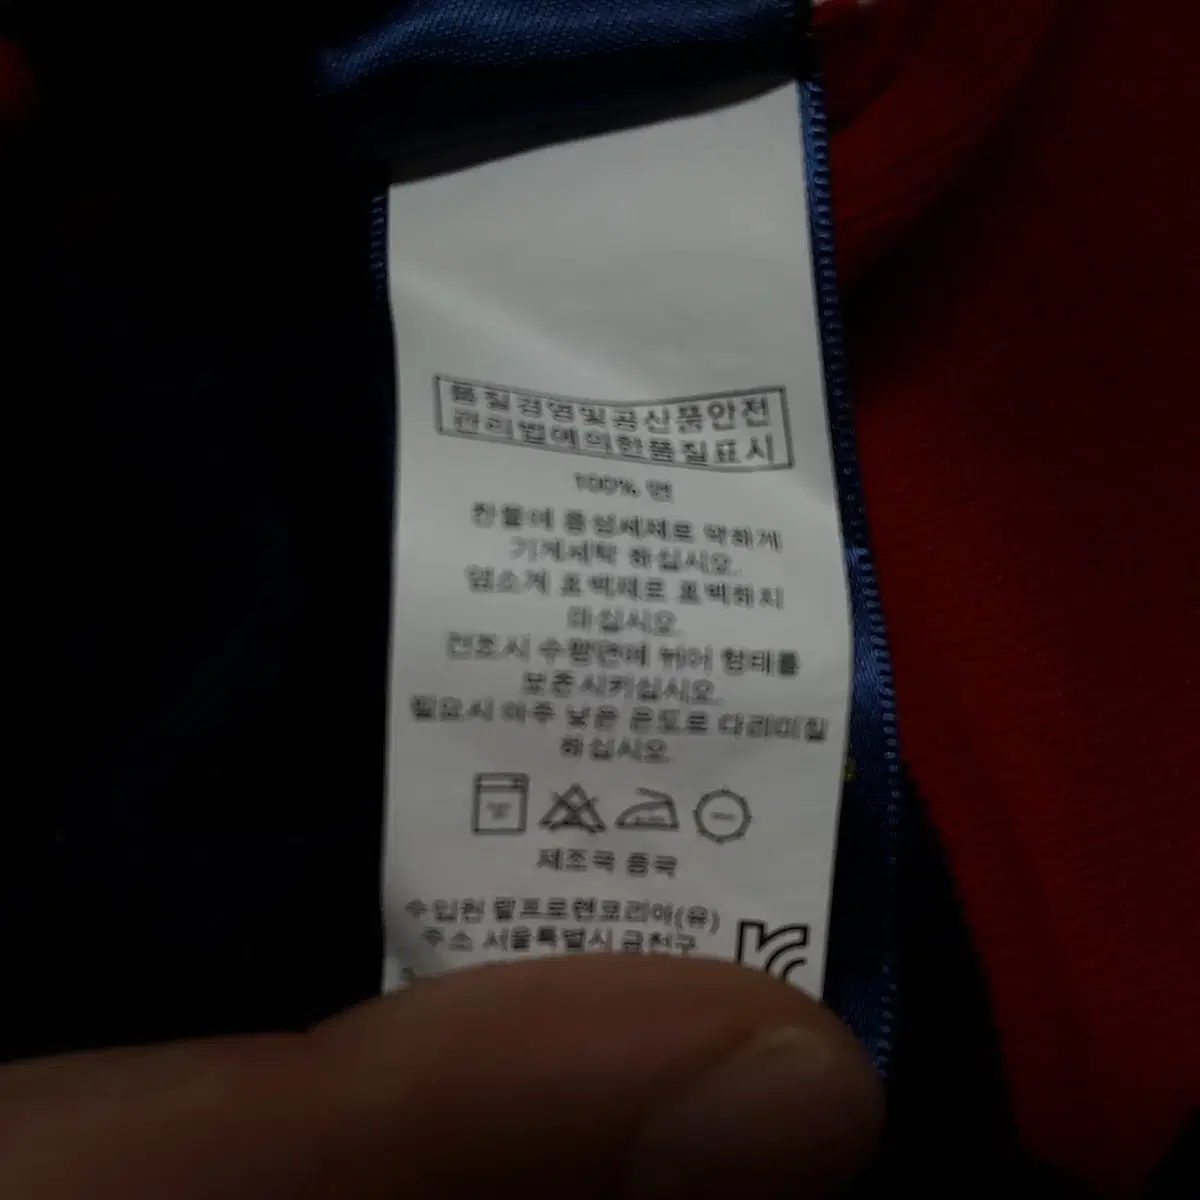 품질경영및공산품안전
관리법에의한품질표시
100% 면
찬물에 중성세제로 약하게
기계세탁 하십시오.
염소계 표백제로 표백하지
마십시오.
건조시 수평면에 뉘어 형태를
보존시키십시오.
필요시 아주 낮은 온도로 다리미질
하십시오.
제조국 중국
수입원 랄프로렌코리아(유)
주소 서울특별시 금천구